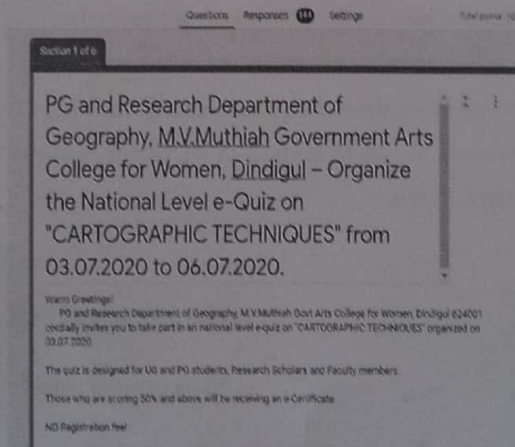 Questions Responses 144 Settings
Section 1 of 6
PG and Research Department of
Geography, M.V.Muthiah Government Arts
College for Women, Dindigul – Organize
the National Level e-Quiz on
"CARTOGRAPHIC TECHNIQUES" from
03.07.2020 to 06.07.2020.
Warm Greetings!
PG and Research Department of Geography, M.V.Muthiah Govt Arts College for Women, Dindigul 624001
cordially invites you to take part in an national level e-quiz on "CARTOGRAPHIC TECHNIQUES" organized on
03.07.2020
The quiz is designed for UG and PG students, Research Scholars and Faculty members.
Those who are scoring 50% and above will be receiving an e-Certificate.
NO Registration fee!